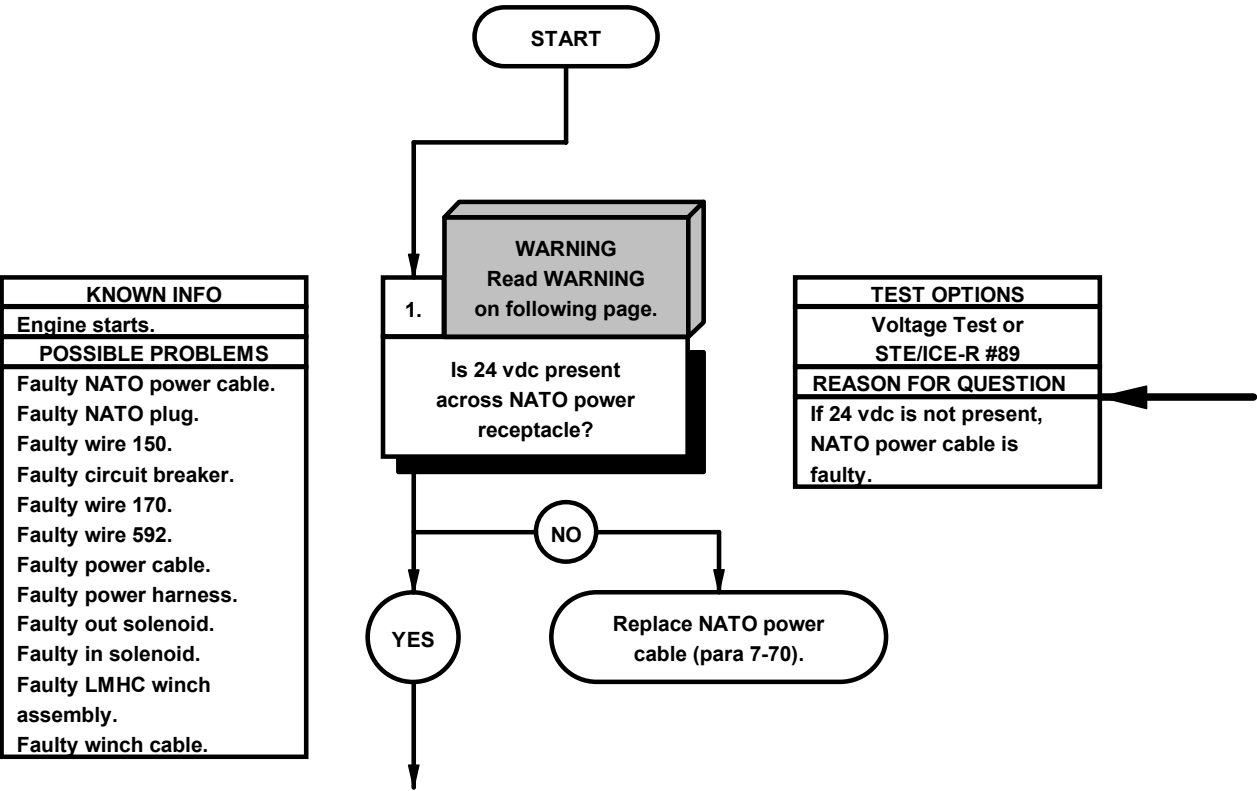 START
KNOWN INFO
Engine starts.
POSSIBLE PROBLEMS
Faulty NATO power cable.
Faulty NATO plug.
Faulty wire 150.
Faulty circuit breaker.
Faulty wire 170.
Faulty wire 592.
Faulty power cable.
Faulty power harness.
Faulty out solenoid.
Faulty in solenoid.
Faulty LMHC winch
assembly.
Faulty winch cable.
1.
WARNING
Read WARNING
on following page.
Is 24 vdc present
across NATO power
receptacle?
TEST OPTIONS
Voltage Test or
STE/ICE-R #89
REASON FOR QUESTION
If 24 vdc is not present,
NATO power cable is
faulty.
NO
YES
Replace NATO power
cable (para 7-70).